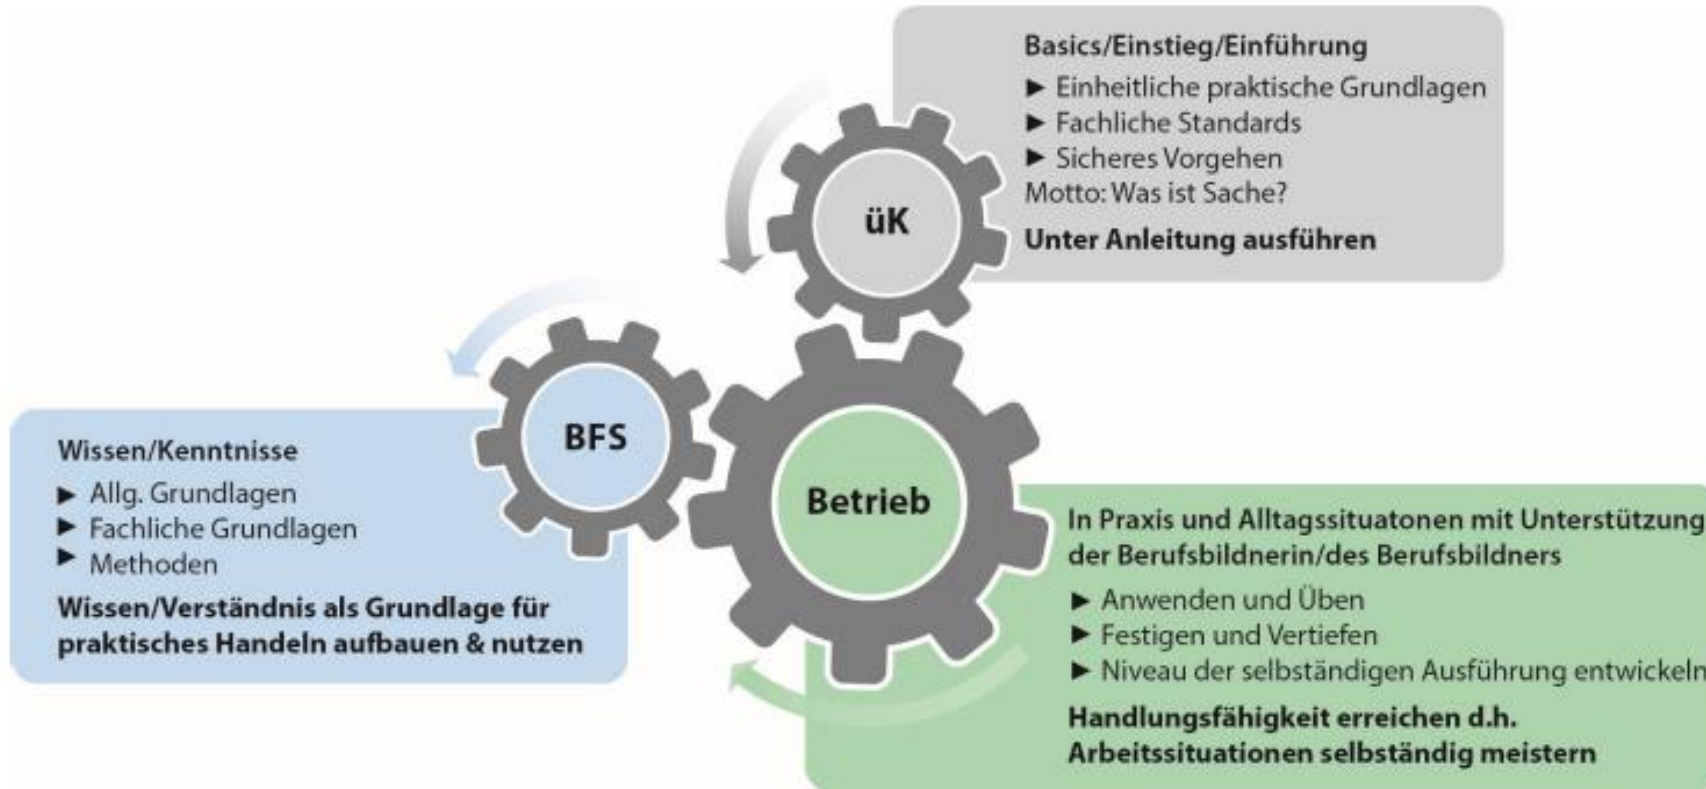 Basics/Einstieg/Einführung
► Einheitliche praktische Grundlagen
► Fachliche Standards
► Sicheres Vorgehen
Motto: Was ist Sache?
Unter Anleitung ausführen
üK
BFS
Wissen/Kenntnisse
► Allg. Grundlagen
► Fachliche Grundlagen
► Methoden
Wissen/Verständnis als Grundlage für
praktisches Handeln aufbauen & nutzen
Betrieb
In Praxis und Alltagssituatonen mit Unterstützung
der Berufsbildnerin/des Berufsbildners
► Anwenden und Üben
► Festigen und Vertiefen
► Niveau der selbständigen Ausführung entwickeln
Handlungsfähigkeit erreichen d.h.
Arbeitssituationen selbständig meistern